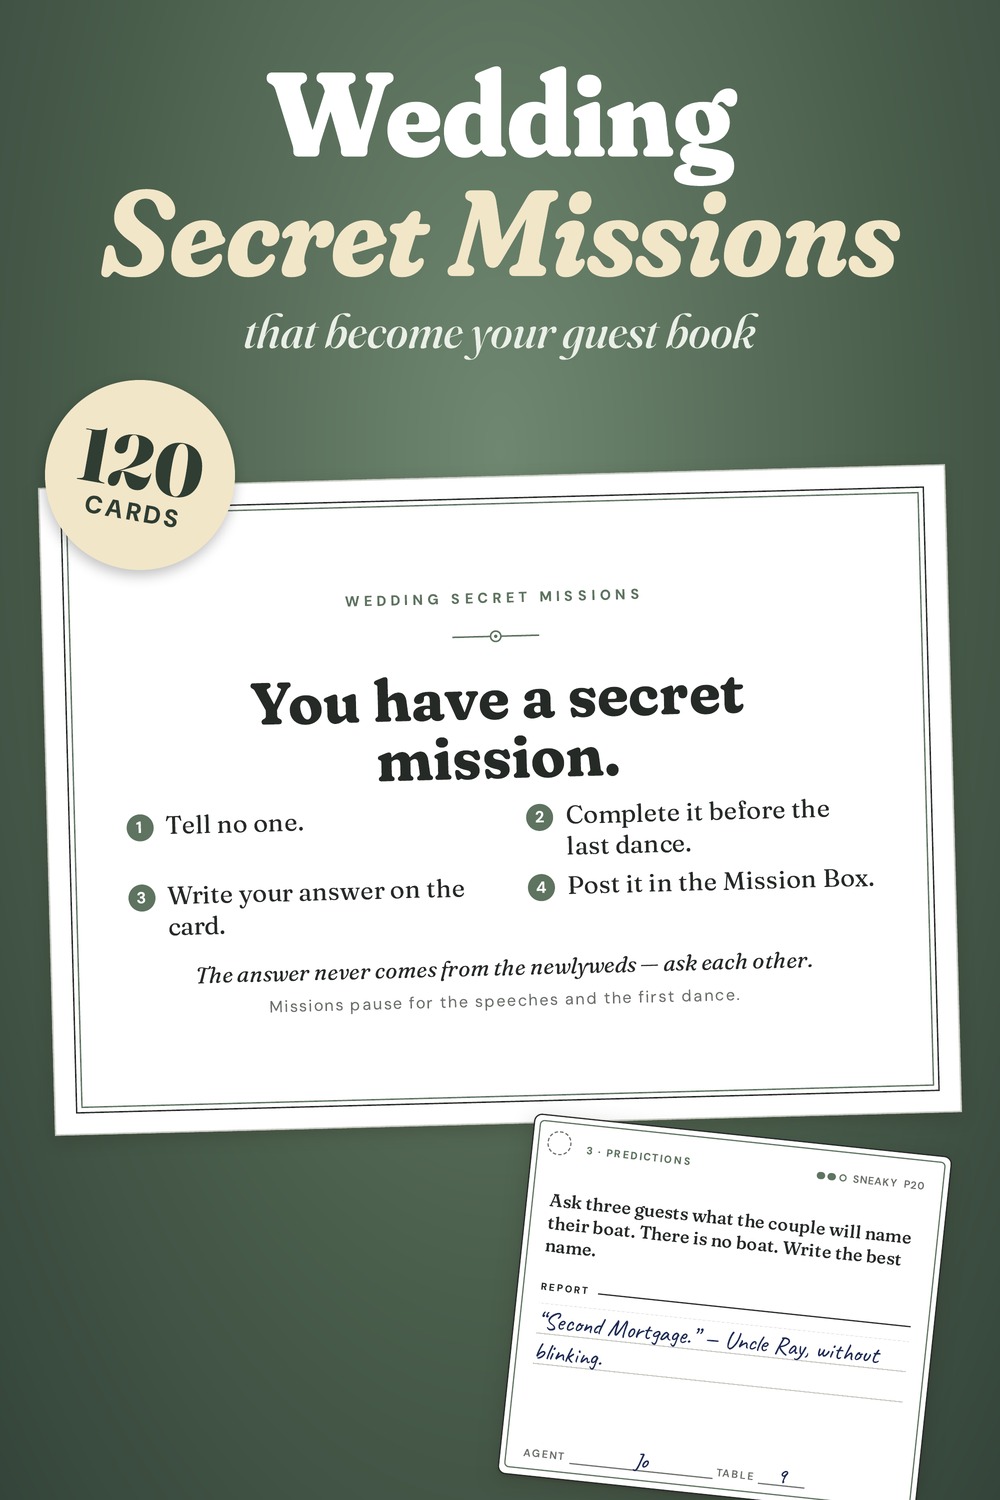 Wedding
Secret Missions
that become your guest book
120
CARDS
WEDDING SECRET MISSIONS
You have a secret
mission.
1 Tell no one.
2 Complete it before the
last dance.
3 Write your answer on the
card.
4 Post it in the Mission Box.
The answer never comes from the newlyweds — ask each other.
Missions pause for the speeches and the first dance.
3 · PREDICTIONS
SNEAKY P20
Ask three guests what the couple will name
their boat. There is no boat. Write the best
name.
REPORT
“Second Mortgage.” — Uncle Ray, without
blinking.
AGENT Jo TABLE 9